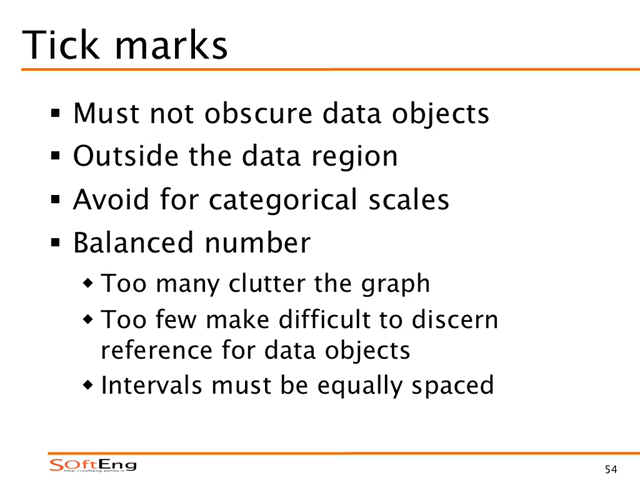 Tick marks
▪ Must not obscure data objects
▪ Outside the data region
▪ Avoid for categorical scales
▪ Balanced number
◆ Too many clutter the graph
◆ Too few make difficult to discern
reference for data objects
◆ Intervals must be equally spaced
SOftEng
54